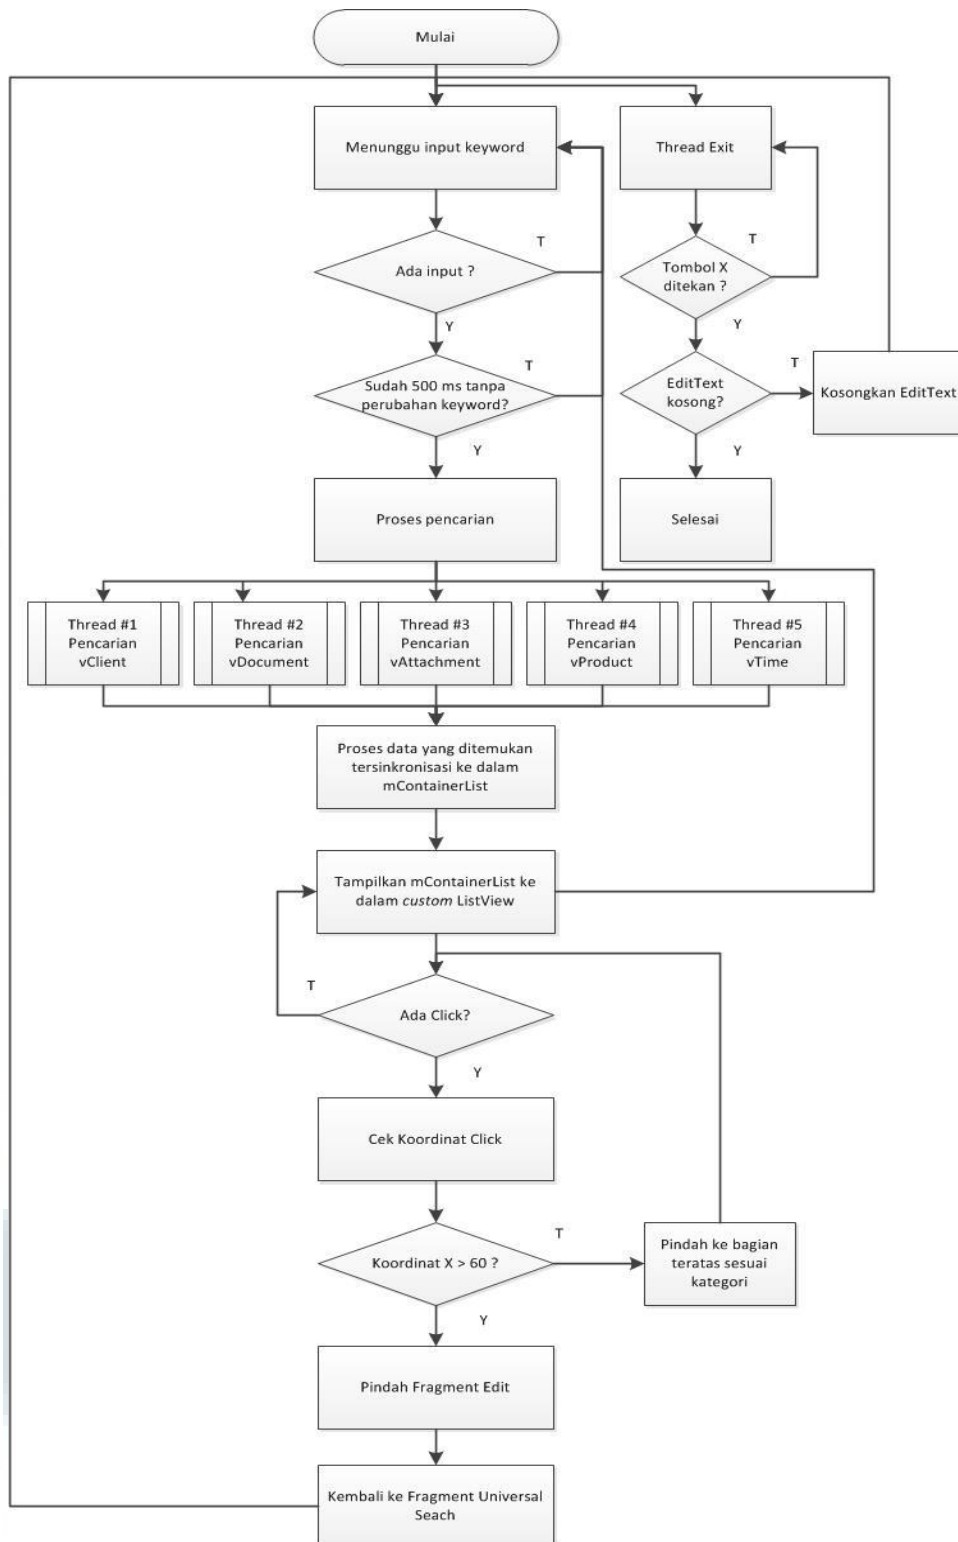 Mulai
Menunggu input keyword
Thread Exit
Ada input ?
T
Y
Tombol X
ditekan ?
T
Y
Sudah 500 ms tanpa
perubahan keyword?
T
Y
EditText
kosong?
T
Y
Kosongkan EditText
Proses pencarian
Selesai
Thread #1
Pencarian
vClient
Thread #2
Pencarian
vDocument
Thread #3
Pencarian
vAttachment
Thread #4
Pencarian
vProduct
Thread #5
Pencarian
vTime
Proses data yang ditemukan
tersinkronisasi ke dalam
mContainerList
Tampilkan mContainerList ke
dalam custom ListView
T
Ada Click?
Y
Cek Koordinat Click
Koordinat X > 60 ?
T
Y
Pindah ke bagian
teratas sesuai
kategori
Pindah Fragment Edit
Kembali ke Fragment Universal
Seach